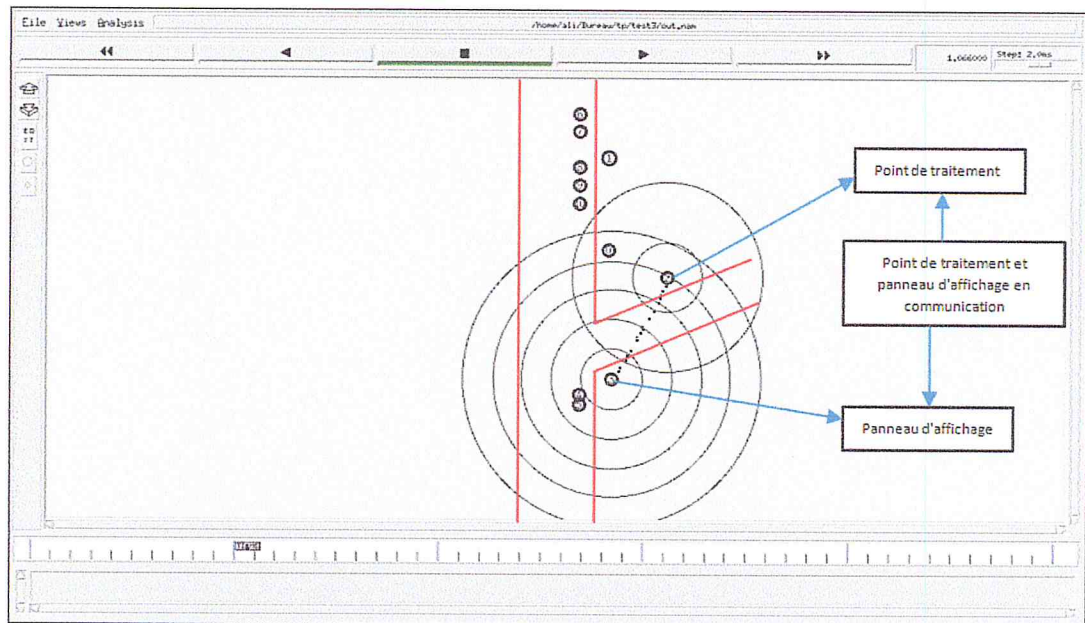 File Views Analysis
/home/ali/Bureau/tp/test3/out.nam
1.066000
Step: 2.0ms
Point de traitement
Point de traitement et
panneau d'affichage en
communication
Panneau d'affichage